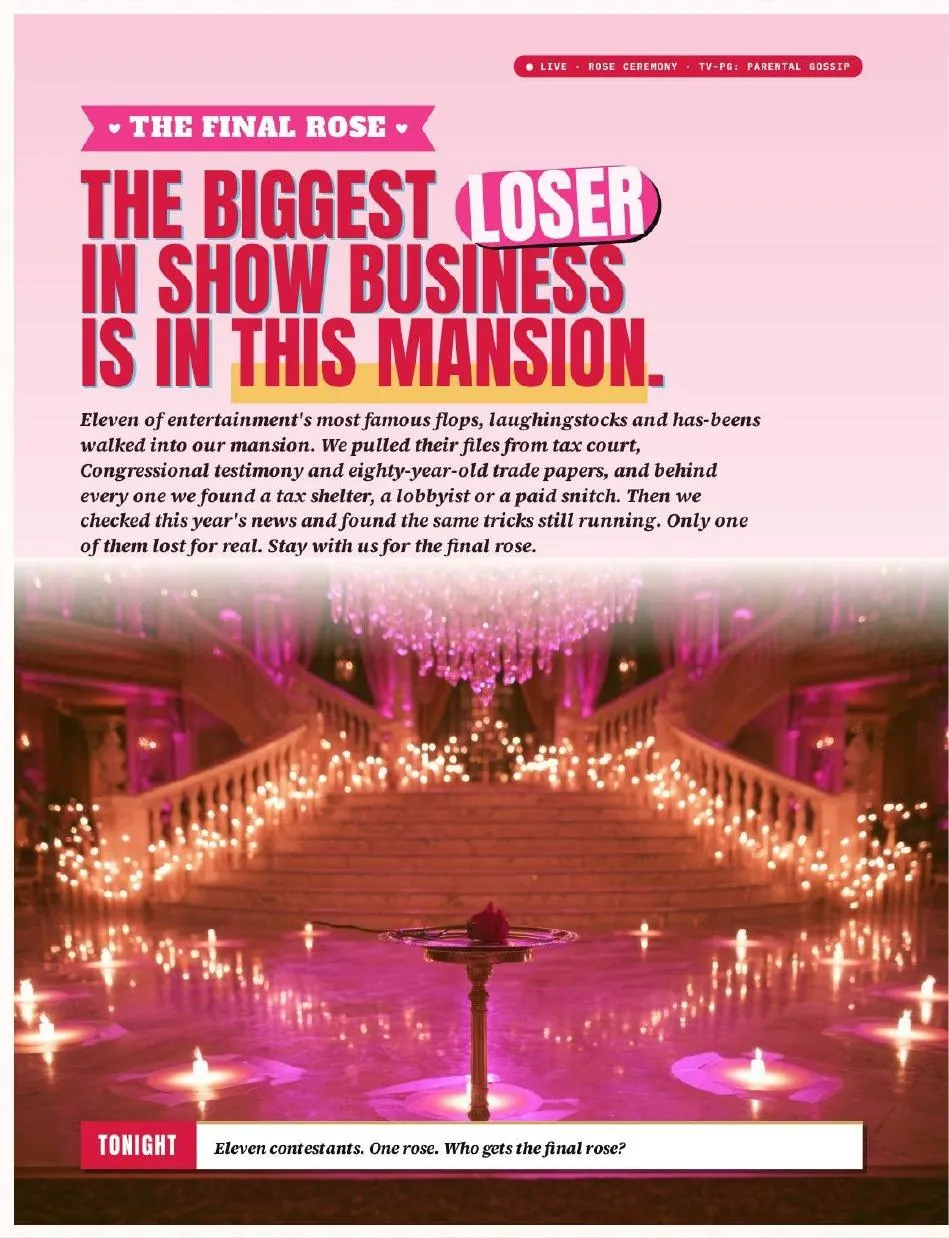 LIVE · ROSE CEREMONY · TV-PG: PARENTAL GOSSIP
THE FINAL ROSE
THE BIGGEST LOSER
IN SHOW BUSINESS
IS IN THIS MANSION.
Eleven of entertainment's most famous flops, laughingstocks and has-beens
walked into our mansion. We pulled their files from tax court,
Congressional testimony and eighty-year-old trade papers, and behind
every one we found a tax shelter, a lobbyist or a paid snitch. Then we
checked this year's news and found the same tricks still running. Only one
of them lost for real. Stay with us for the final rose.
TONIGHT
Eleven contestants. One rose. Who gets the final rose?